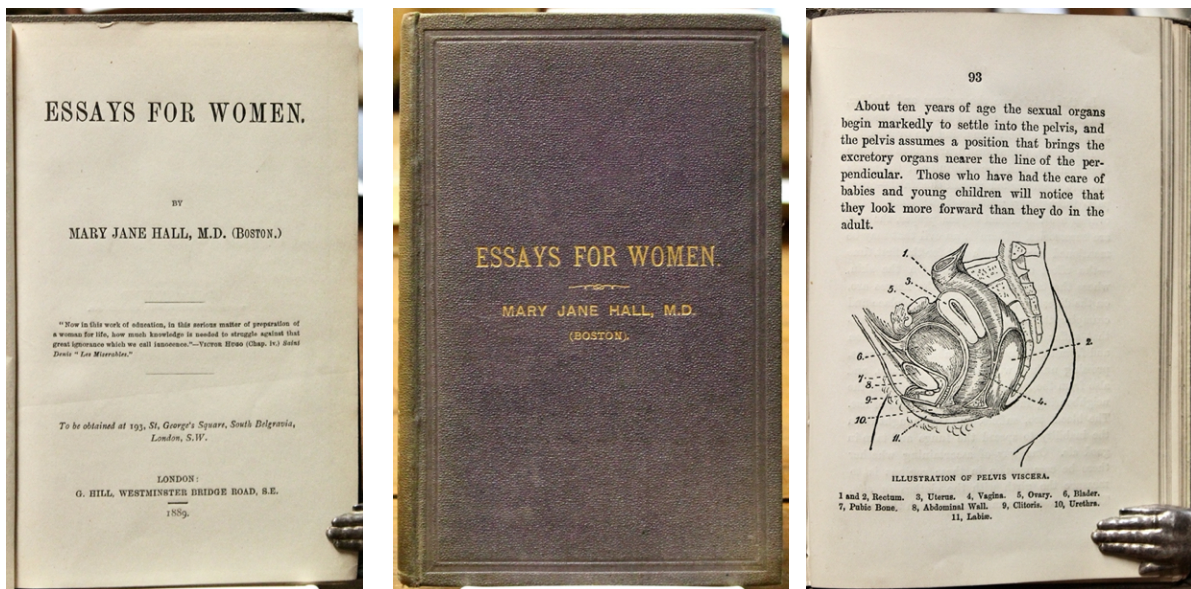 ESSAYS FOR WOMEN.
BY
MARY JANE HALL, M.D. (BOSTON.)
"Now in this work of education, in this serious matter of preparation of
a woman for life, how much knowledge is needed to struggle against that
great ignorance which we call innocence."—VICTOR HUGO (Chap. iv.) Saint
Denis "Les Miserables."
To be obtained at 193, St, George's Square, South Belgravia,
London, S.W.
LONDON:
G. HILL, WESTMINSTER BRIDGE ROAD, S.E.
1889.
ESSAYS FOR WOMEN.
MARY JANE HALL, M.D.
(BOSTON).
93
About ten years of age the sexual organs
begin markedly to settle into the pelvis, and
the pelvis assumes a position that brings the
excretory organs nearer the line of the per-
pendicular. Those who have had the care of
babies and young children will notice that
they look more forward than they do in the
adult.
1.
3.
5.
2.
6.
7.
8.
9.
4.
10.
11.
ILLUSTRATION OF PELVIS VISCERA.
1 and 2, Rectum. 3, Uterus. 4, Vagina. 5, Ovary. 6, Blader.
7, Pubic Bone. 8, Abdominal Wall. 9, Clitoris. 10, Urethra.
11, Labiæ.